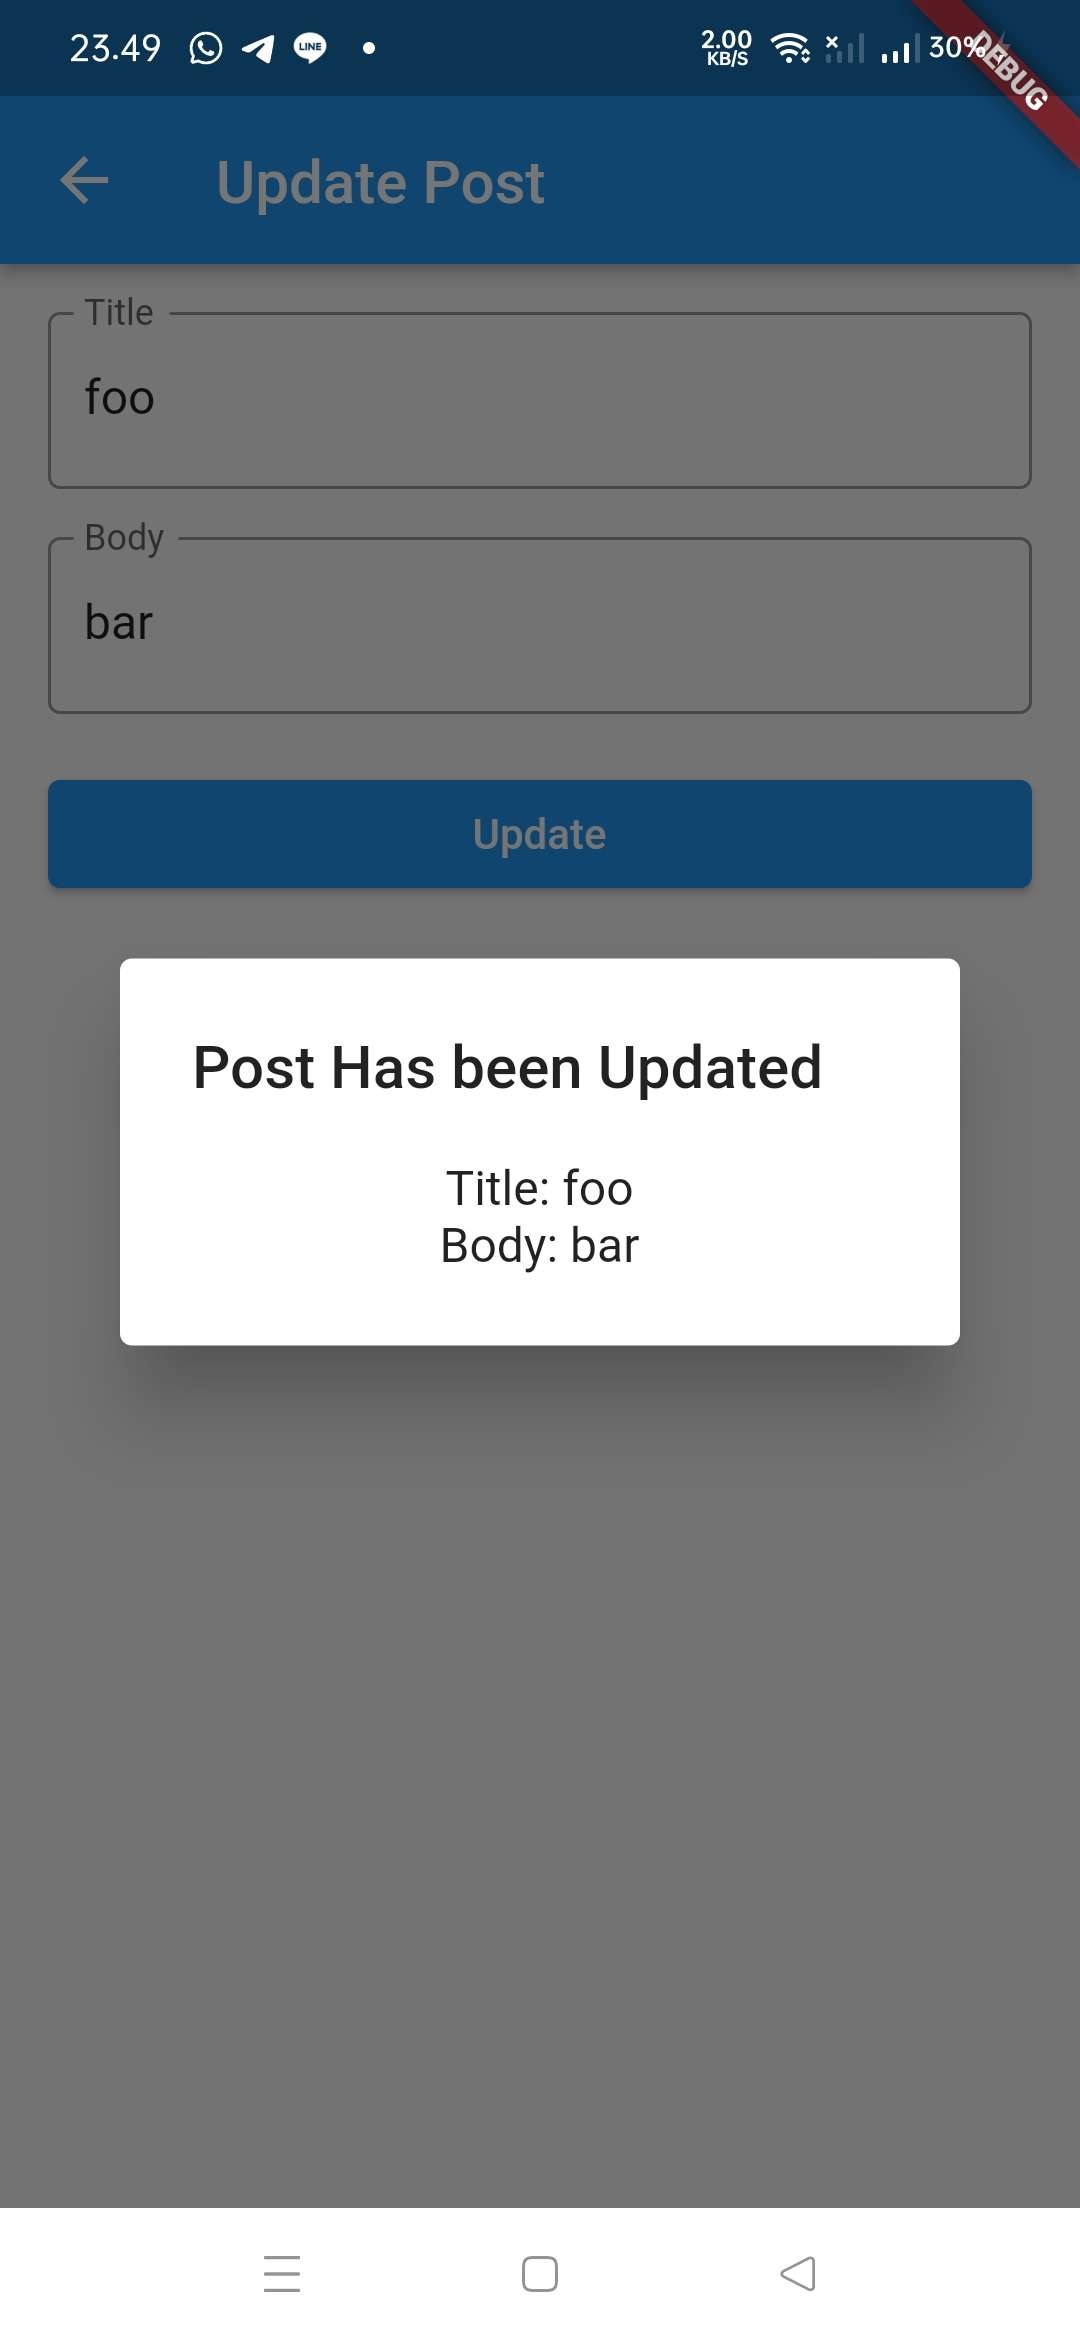 23.49 LINE 2.00 KB/S 30%
DEBUG
Update Post
Title
foo
Body
bar
Update
Post Has been Updated
Title: foo
Body: bar